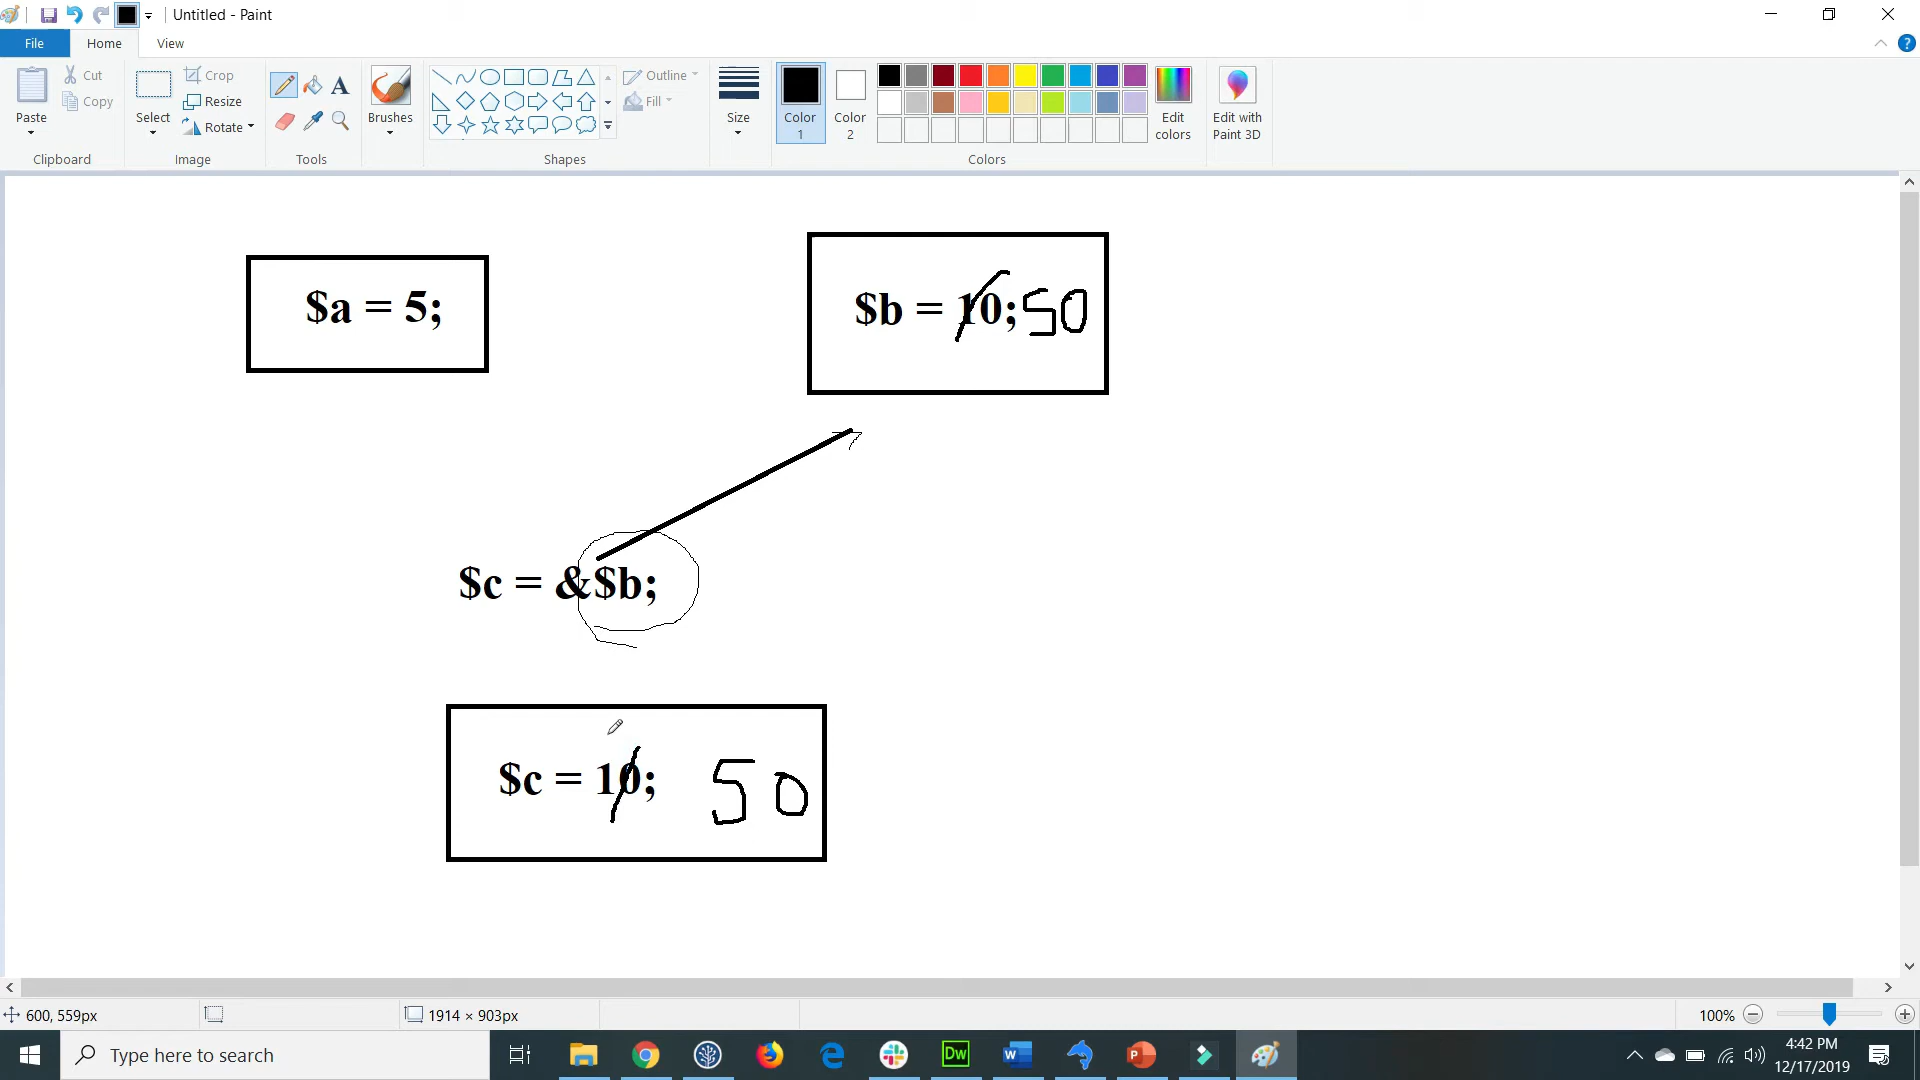 Untitled - Paint
File Home View
Paste
Cut
Copy
Clipboard
Select
Crop
Resize
Rotate
Image
Tools
Brushes
Shapes
Outline
Fill
Size
Color 1
Color 2
Colors
Edit colors
Edit with Paint 3D
$a = 5;
$b = 10; 50
$c = &$b;
$c = 10; 50
600, 559px
1914 × 903px
100%
Type here to search
Dw
4:42 PM
12/17/2019